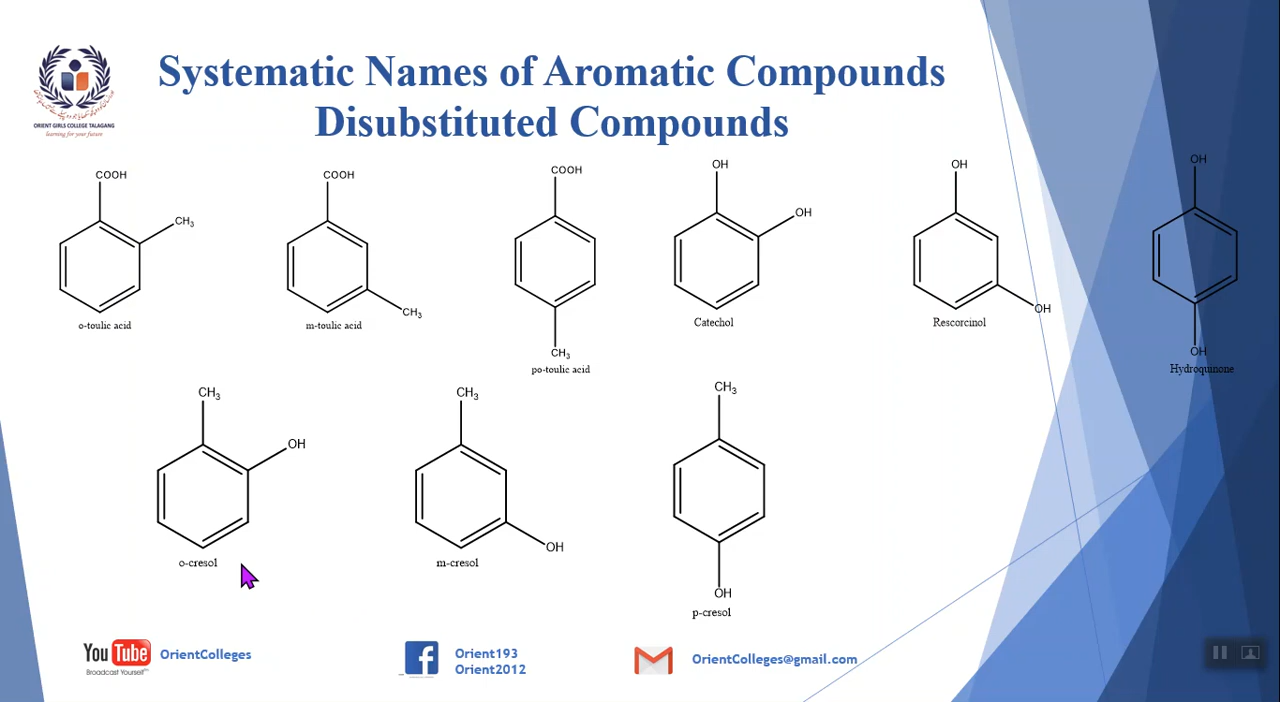 Systematic Names of Aromatic Compounds
Disubstituted Compounds
ORIENT GIRLS COLLEGE TALAGANG
learning for your future
COOH
CH3
o-toulic acid
COOH
CH3
m-toulic acid
COOH
CH3
po-toulic acid
OH
OH
Catechol
OH
OH
Rescorcinol
OH
OH
Hydroquinone
CH3
OH
o-cresol
CH3
OH
m-cresol
CH3
OH
p-cresol
You Tube
Broadcast Yourself™
OrientColleges
f
Orient193
Orient2012
OrientColleges@gmail.com